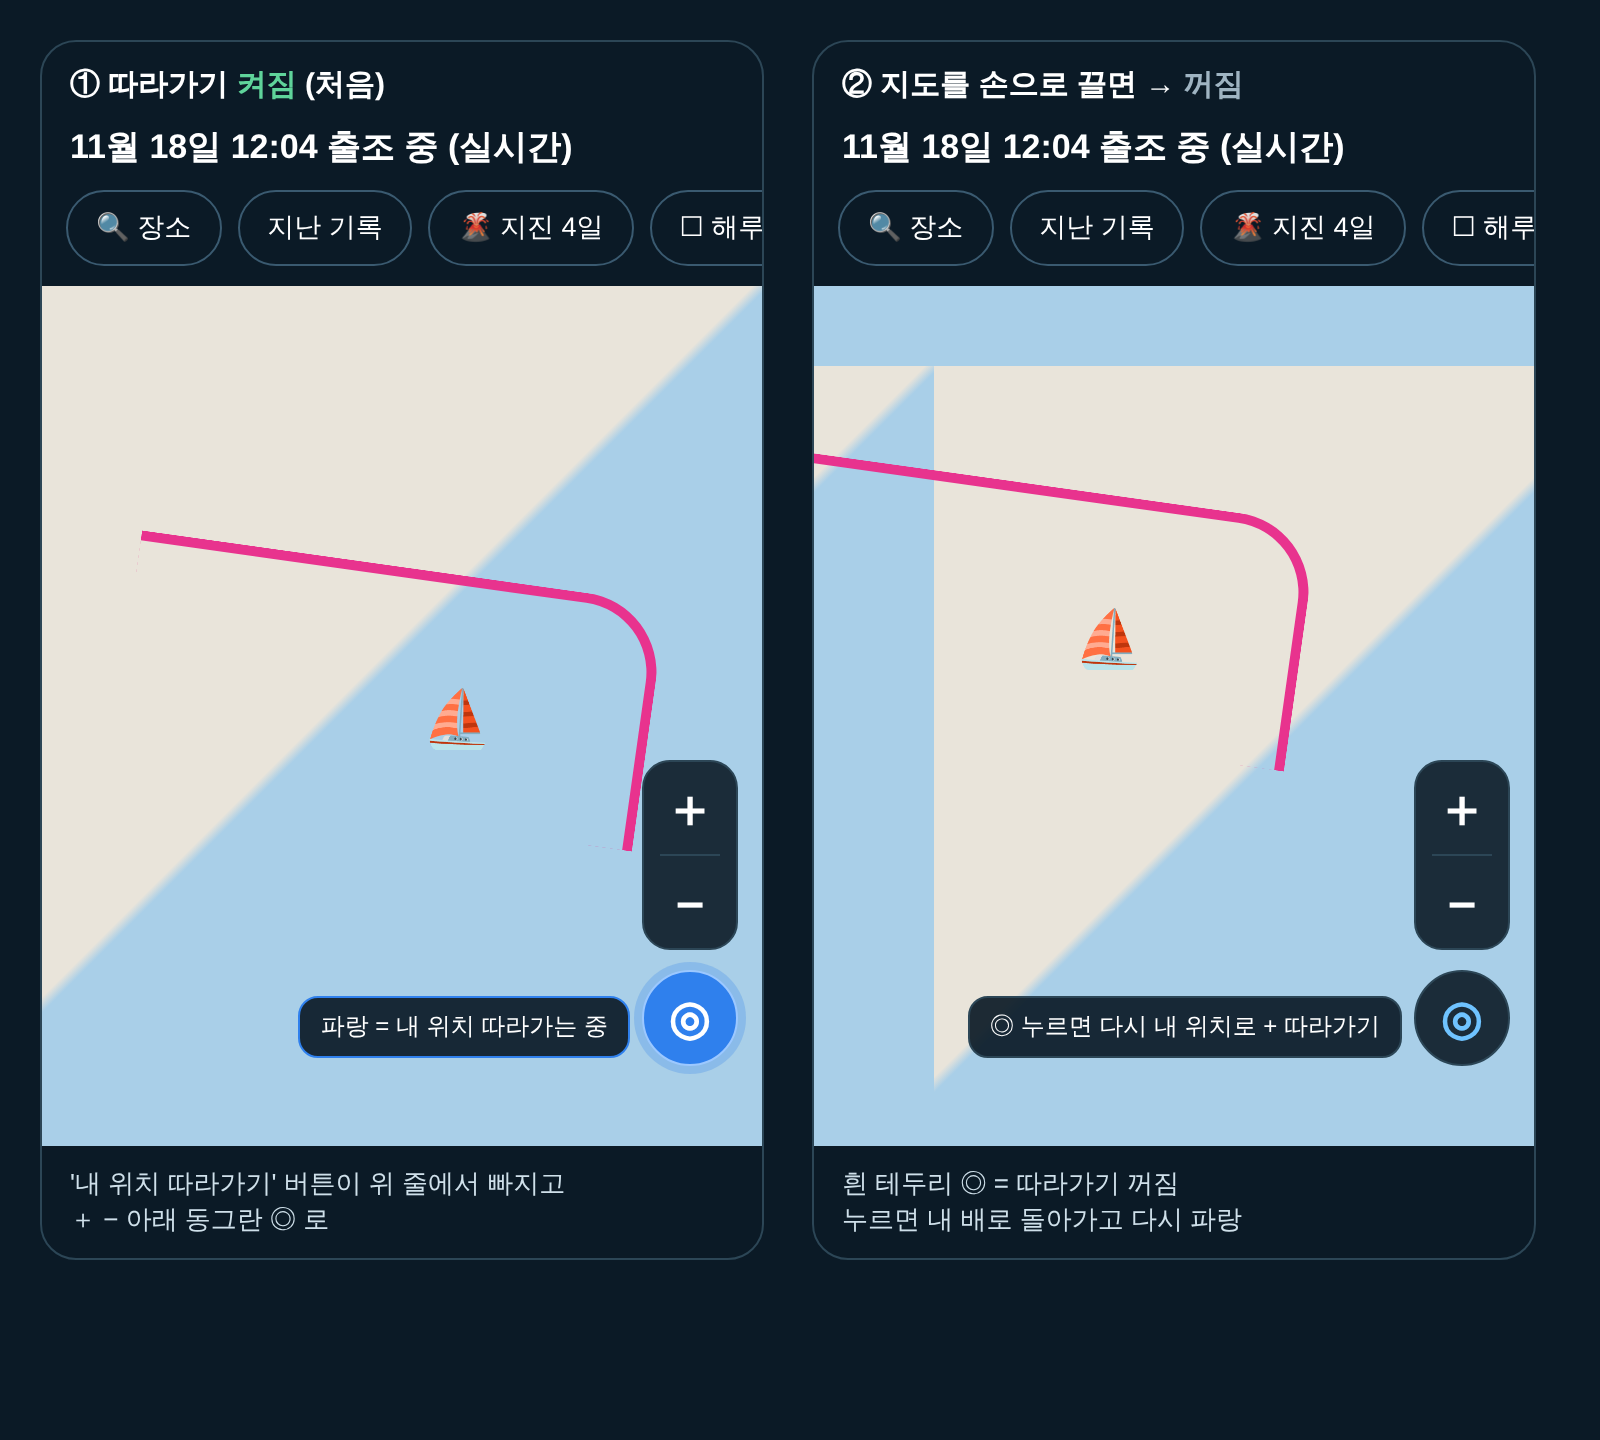 ① 따라가기 켜짐 (처음)
11월 18일 12:04 출조 중 (실시간)
🔍 장소
지난 기록
🌋 지진 4일
☐ 해루
+
−
파랑 = 내 위치 따라가는 중
◎
'내 위치 따라가기' 버튼이 위 줄에서 빠지고
+ − 아래 동그란 ◎ 로
② 지도를 손으로 끌면 → 꺼짐
11월 18일 12:04 출조 중 (실시간)
🔍 장소
지난 기록
🌋 지진 4일
☐ 해루
+
−
◎ 누르면 다시 내 위치로 + 따라가기
◎
흰 테두리 ◎ = 따라가기 꺼짐
누르면 내 배로 돌아가고 다시 파랑